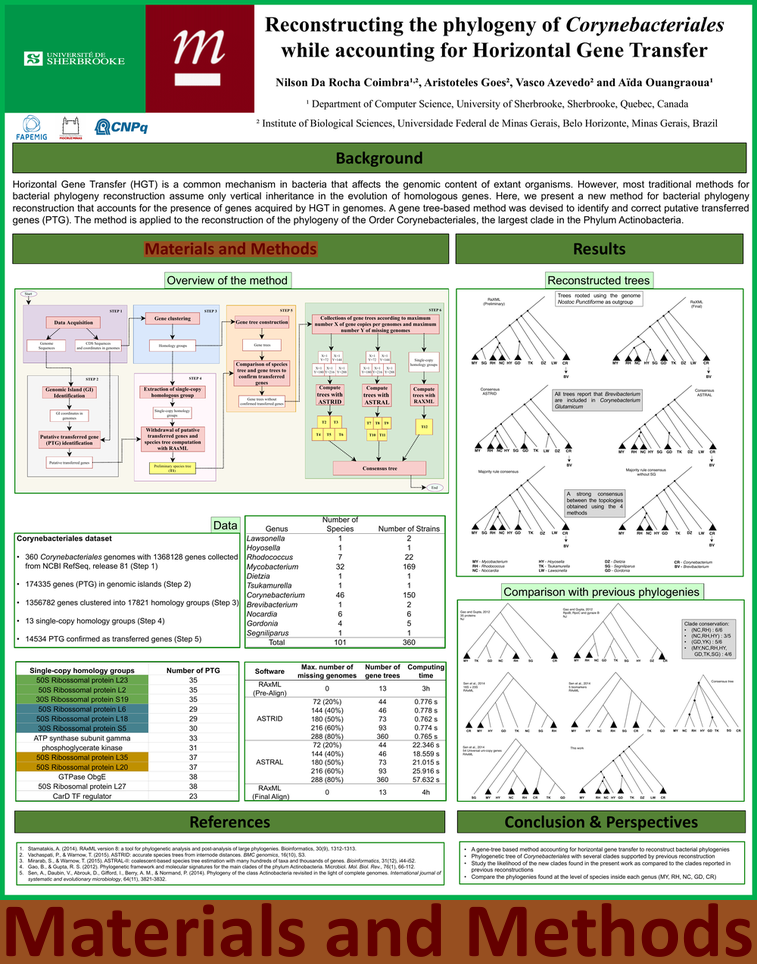 UNIVERSITÉ DE
SHERBROOKE
m
Reconstructing the phylogeny of Corynebacteriales
while accounting for Horizontal Gene Transfer
Nilson Da Rocha Coimbra¹,², Aristoteles Goes², Vasco Azevedo² and Aïda Ouangraoua¹
¹ Department of Computer Science, University of Sherbrooke, Sherbrooke, Quebec, Canada
² Institute of Biological Sciences, Universidade Federal de Minas Gerais, Belo Horizonte, Minas Gerais, Brazil
FAPEMIG
CNPq
Background
Horizontal Gene Transfer (HGT) is a common mechanism in bacteria that affects the genomic content of extant organisms. However, most traditional methods for
bacterial phylogeny reconstruction assume only vertical inheritance in the evolution of homologous genes. Here, we present a new method for bacterial phylogeny
reconstruction that accounts for the presence of genes acquired by HGT in genomes. A gene tree-based method was devised to identify and correct putative transferred
genes (PTG). The method is applied to the reconstruction of the phylogeny of the Order Corynebacteriales, the largest clade in the Phylum Actinobacteria.
Materials and Methods
Overview of the method
Start
STEP 1
Data Acquisition
Genome
Sequences
CDS Sequences
and coordinates in genomes
STEP 2
Genomic Island (GI)
Identification
GI coordinates in
genomes
Putative transferred gene
(PTG) identification
Putative transferred genes
STEP 3
Gene clustering
Homology groups
STEP 4
Extraction of single-copy
homologous group
Single-copy homology
groups
Withdrawal of putative
transferred genes and
species tree computation
with RAxML
Preliminary species tree
(T1)
STEP 5
Gene tree construction
Gene trees
Comparison of species
tree and gene trees to
confirm transferred
genes
Gene trees without
confirmed transferred genes
STEP 6
Collections of gene trees according to maximum
number X of gene copies per genomes and maximum
number Y of missing genomes
Single-copy
homology groups
Compute
trees with
ASTRID
Compute
trees with
ASTRAL
Compute
trees with
RAXML
T2 T3
T4 T5 T6
T7 T8 T9
T10 T11
T12
Consensus tree
End
Data
Corynebacteriales dataset
• 360 Corynebacteriales genomes with 1368128 genes collected
from NCBI RefSeq, release 81 (Step 1)
• 174335 genes (PTG) in genomic islands (Step 2)
• 1356782 genes clustered into 17821 homology groups (Step 3)
• 13 single-copy homology groups (Step 4)
• 14534 PTG confirmed as transferred genes (Step 5)
Genus Number of Species Number of Strains
Lawsonella 1 2
Hoyosella 1 1
Rhodococcus 7 22
Mycobacterium 32 169
Dietzia 1 1
Tsukamurella 1 1
Corynebacterium 46 150
Brevibacterium 1 2
Nocardia 6 6
Gordonia 4 5
Segniliparus 1 1
Total 101 360
Single-copy homology groups Number of PTG
50S Ribossomal protein L23 35
50S Ribossomal protein L2 35
30S Ribossomal protein S19 35
50S Ribossomal protein L6 29
50S Ribossomal protein L18 29
30S Ribossomal protein S5 30
ATP synthase subunit gamma 33
phosphoglycerate kinase 31
50S Ribossomal protein L35 37
50S Ribossomal protein L20 37
GTPase ObgE 38
50S Ribossomal protein L27 38
CarD TF regulator 23
Software Max. number of missing genomes Number of gene trees Computing time
RAxML (Pre-Align) 0 13 3h
ASTRID
72 (20%) 44 0.776 s
144 (40%) 46 0.778 s
180 (50%) 73 0.762 s
216 (60%) 93 0.774 s
288 (80%) 360 0.765 s
ASTRAL
72 (20%) 44 22.346 s
144 (40%) 46 18.559 s
180 (50%) 73 21.015 s
216 (60%) 93 25.916 s
288 (80%) 360 57.632 s
RAxML (Final Align) 0 13 4h
Results
Reconstructed trees
RaXML
(Preliminary)
Trees rooted using the genome
Nostoc Punctiforme as outgroup
RaXML
(Final)
MY SG RH NC HY GD TK DZ LW CR
BV
Consensus
ASTRID
All trees report that Brevibacterium
are included in Corynebacterium
Glutamicum
Consensus
ASTRAL
Majority rule consensus
A strong consensus
between the topologies
obtained using the 4
methods
Majority rule consensus
without SG
MY - Mycobacterium HY - Hoyosella DZ - Dietzia CR - Corynebacterium
RH - Rhodococcus TK - Tsukamurella SG - Segniliparus BV - Brevibacterium
NC - Nocardia LW - Lawsonella GD - Gordonia
Comparison with previous phylogenies
Clade conservation:
• (NC,RH) : 6/6
• (NC,RH,HY) : 3/5
• (GD,YK) : 5/6
• (MY,NC,RH,HY,
GD,TK,SG) : 4/6
Consensus tree
This work
References
1. Stamatakis, A. (2014). RAxML version 8: a tool for phylogenetic analysis and post-analysis of large phylogenies. Bioinformatics, 30(9), 1312-1313.
2. Vachaspati, P., & Warnow, T. (2015). ASTRID: accurate species trees from internode distances. BMC genomics, 16(10), S3.
3. Mirarab, S., & Warnow, T. (2015). ASTRAL-II: coalescent-based species tree estimation with many hundreds of taxa and thousands of genes. Bioinformatics, 31(12), i44-i52.
4. Gao, B., & Gupta, R. S. (2012). Phylogenetic framework and molecular signatures for the main clades of the phylum Actinobacteria. Microbiol. Mol. Biol. Rev., 76(1), 66-112.
5. Sen, A., Daubin, V., Abrouk, D., Gifford, I., Berry, A. M., & Normand, P. (2014). Phylogeny of the class Actinobacteria revisited in the light of complete genomes. International journal of
systematic and evolutionary microbiology, 64(11), 3821-3832.
Conclusion & Perspectives
• A gene-tree based method accounting for horizontal gene transfer to reconstruct bacterial phylogenies
• Phylogenetic tree of Corynebacteriales with several clades supported by previous reconstruction
• Study the likelihood of the new clades found in the present work as compared to the clades reported in
previous reconstructions
• Compare the phylogenies found at the level of species inside each genus (MY, RH, NC, GD, CR)
Materials and Methods